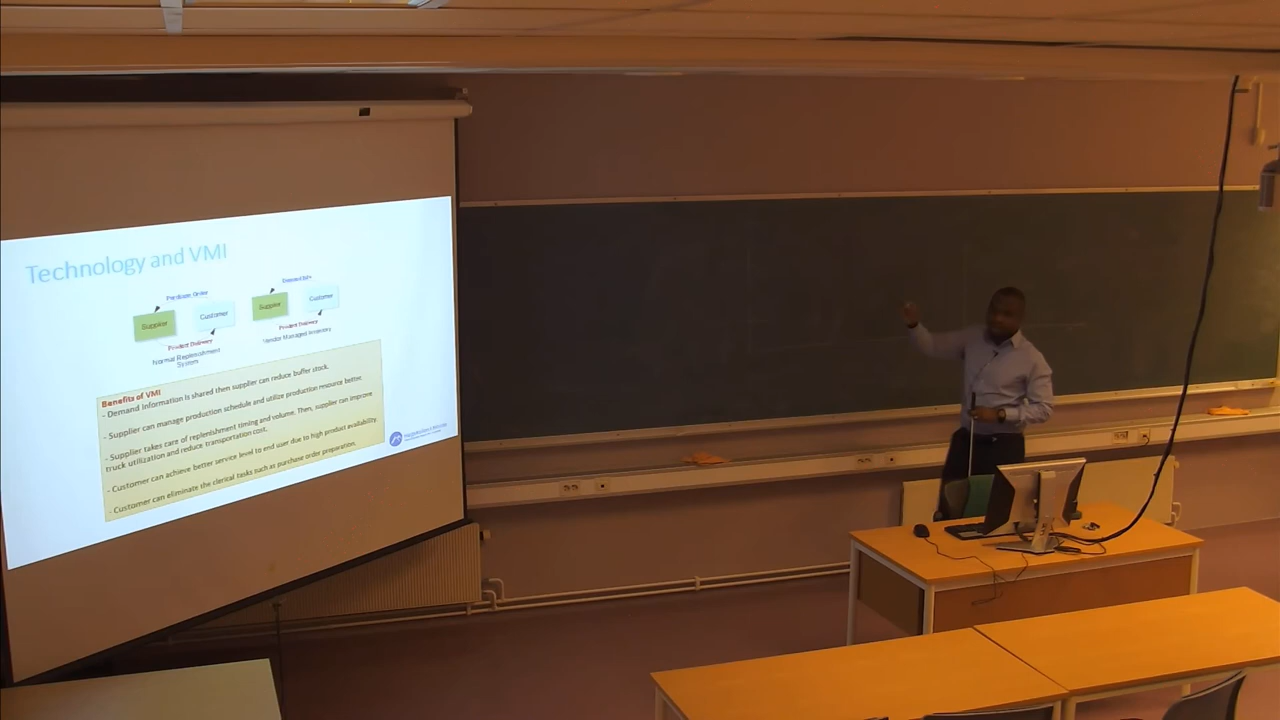 Technology and VMI
Purchase Order
Supplier
Customer
Product Delivery
Normal Replenishment
System
Demand Info.
Supplier
Customer
Product Delivery
Vendor Managed Inventory
Benefits of VMI
- Demand information is shared then supplier can reduce buffer stock.
- Supplier can manage production schedule and utilize production resource better.
- Supplier takes care of replenishment timing and volume. Then, supplier can improve
truck utilization and reduce transportation cost.
- Customer can achieve better service level to end user due to high product availability.
- Customer can eliminate the clerical tasks such as purchase order preparation.